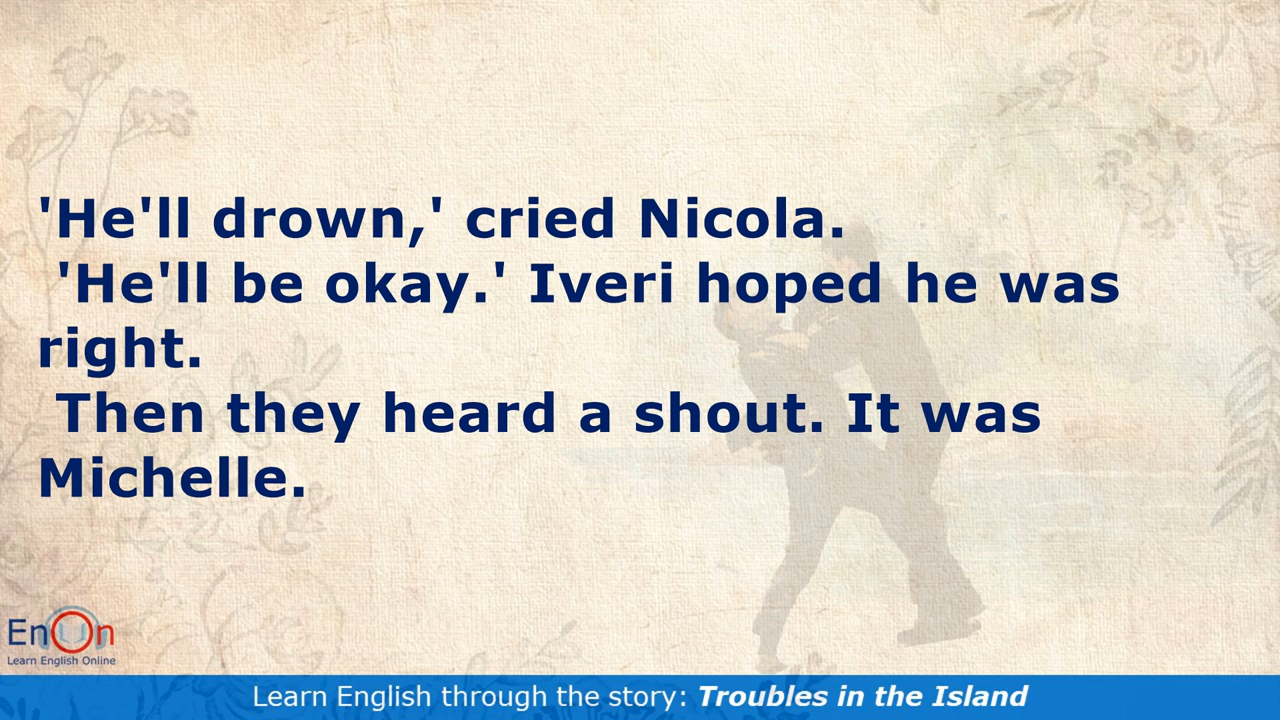 'He'll drown,' cried Nicola.
'He'll be okay.' Iveri hoped he was
right.
Then they heard a shout. It was
Michelle.
EnOn
Learn English Online
Learn English through the story: Troubles in the Island